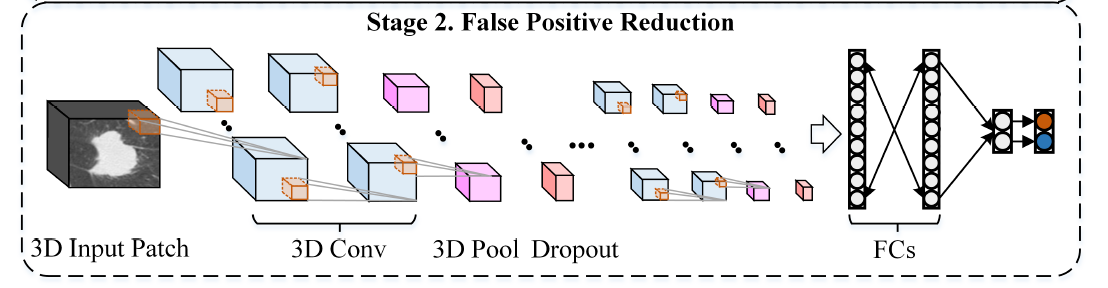 Stage 2. False Positive Reduction
3D Input Patch
3D Conv
3D Pool
Dropout
FCs